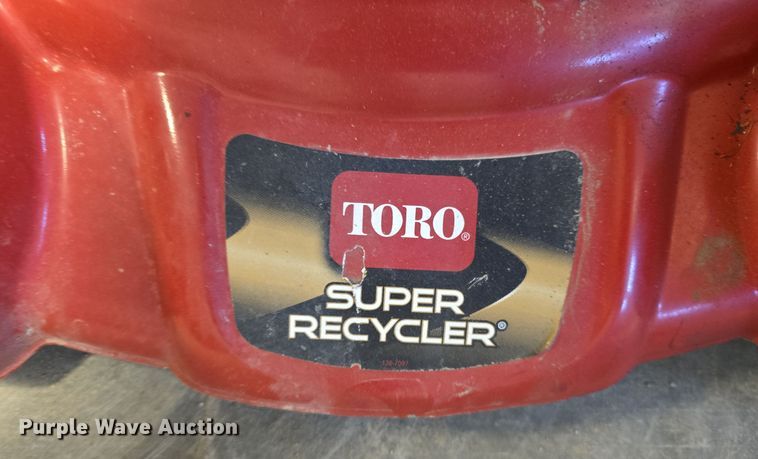 TORO®
SUPER
RECYCLER®
Purple Wave Auction